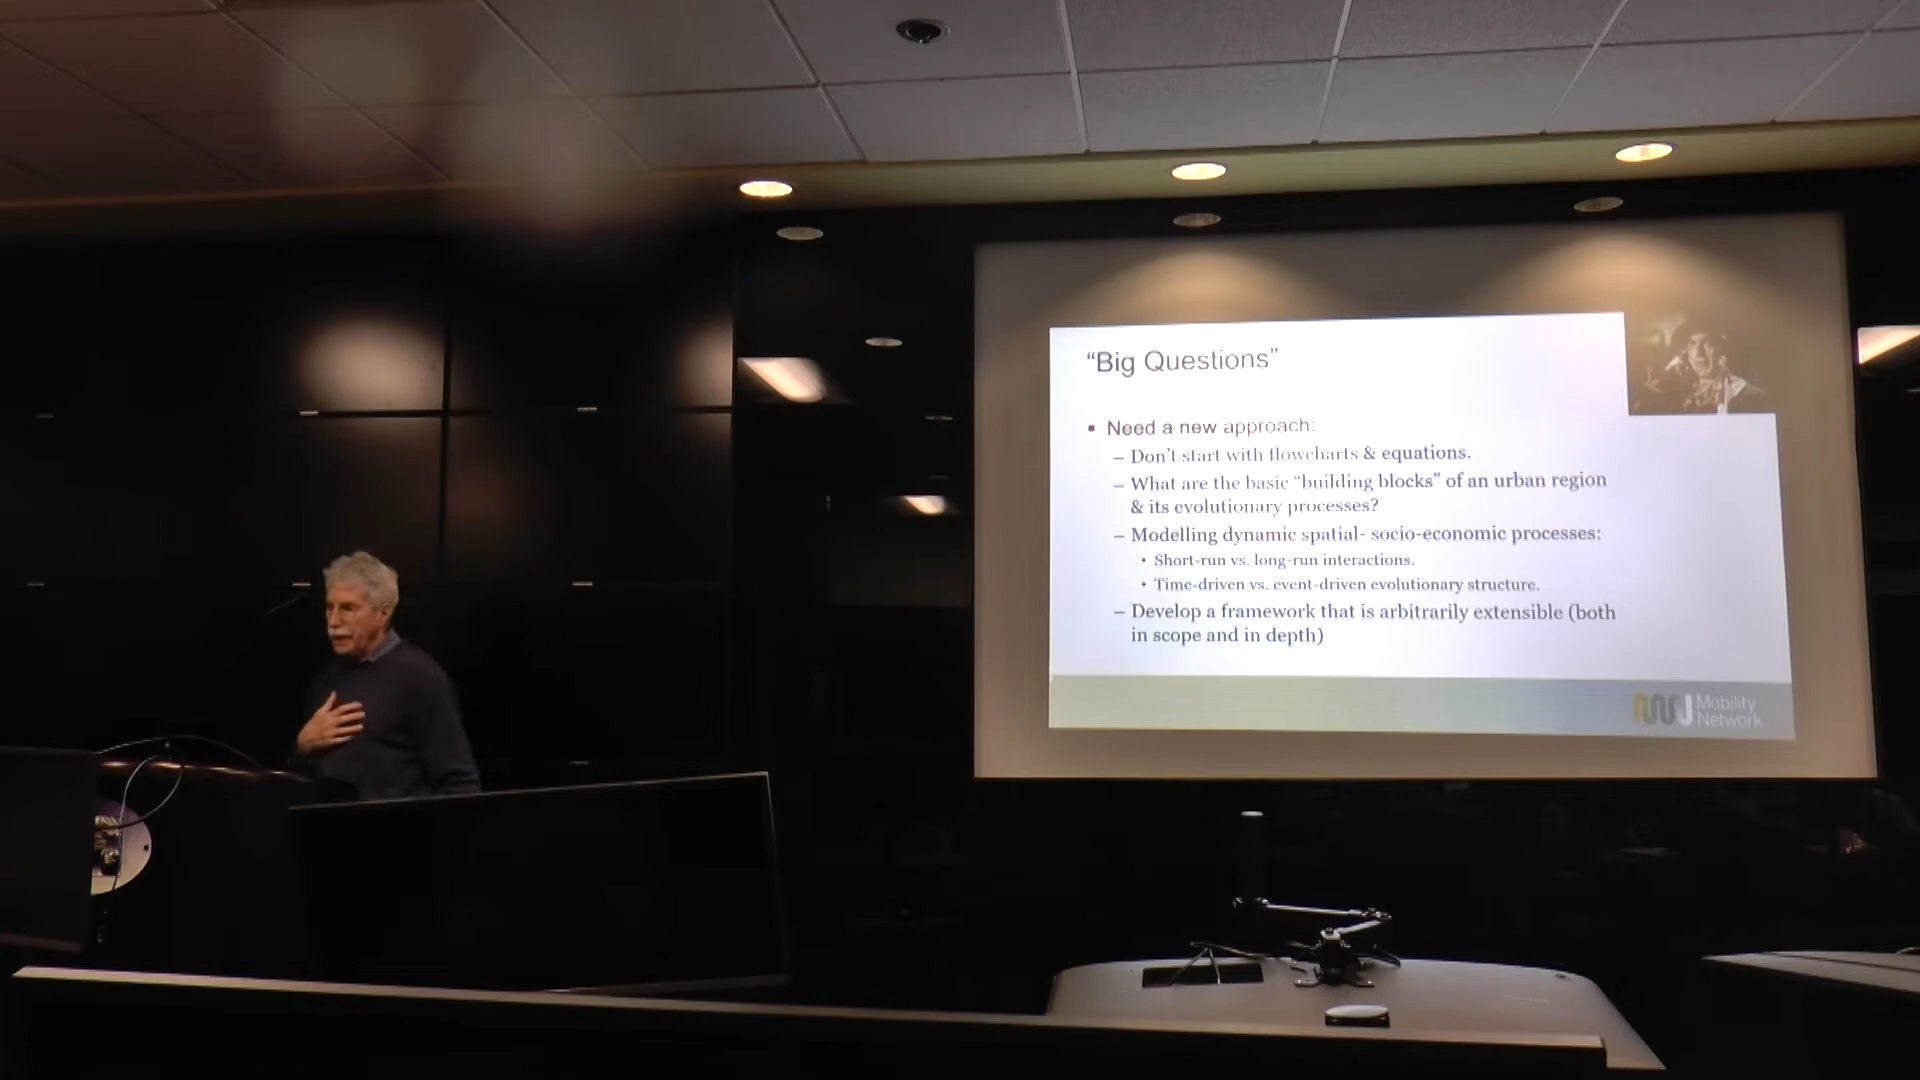 “Big Questions”
▪ Need a new approach:
– Don’t start with flowcharts & equations.
– What are the basic “building blocks” of an urban region
& its evolutionary processes?
– Modelling dynamic spatial- socio-economic processes:
• Short-run vs. long-run interactions.
• Time-driven vs. event-driven evolutionary structure.
– Develop a framework that is arbitrarily extensible (both
in scope and in depth)
Mobility
Network